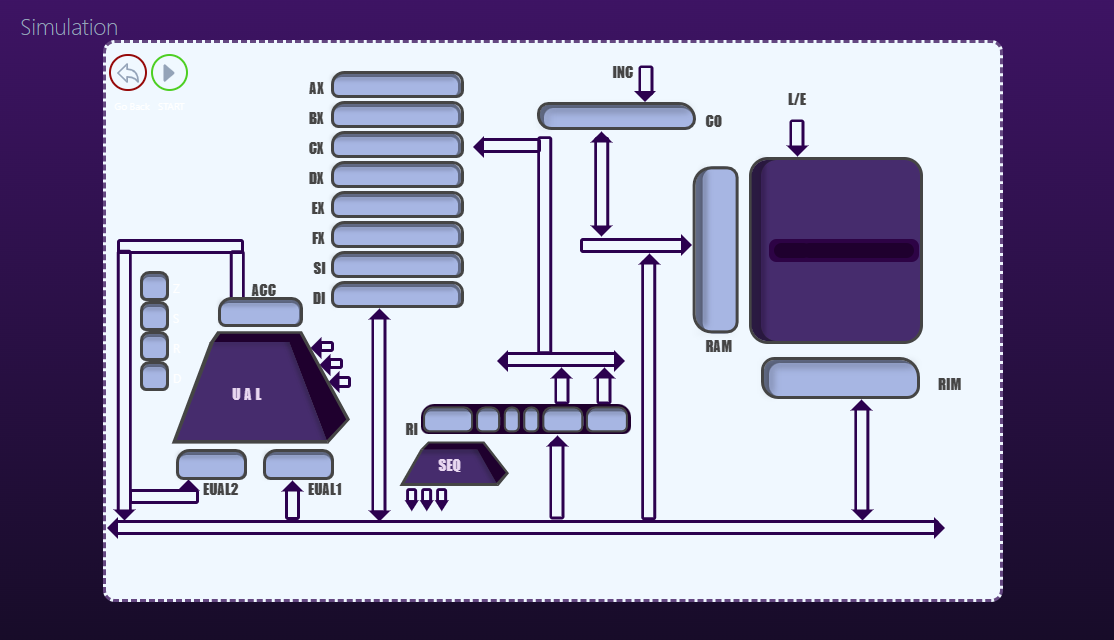 Simulation
Go Back
START
INC
L/E
AX
BX
CX
DX
EX
FX
SI
DI
CO
ACC
UAL
RAM
RIM
RI
SEQ
EUAL2
EUAL1